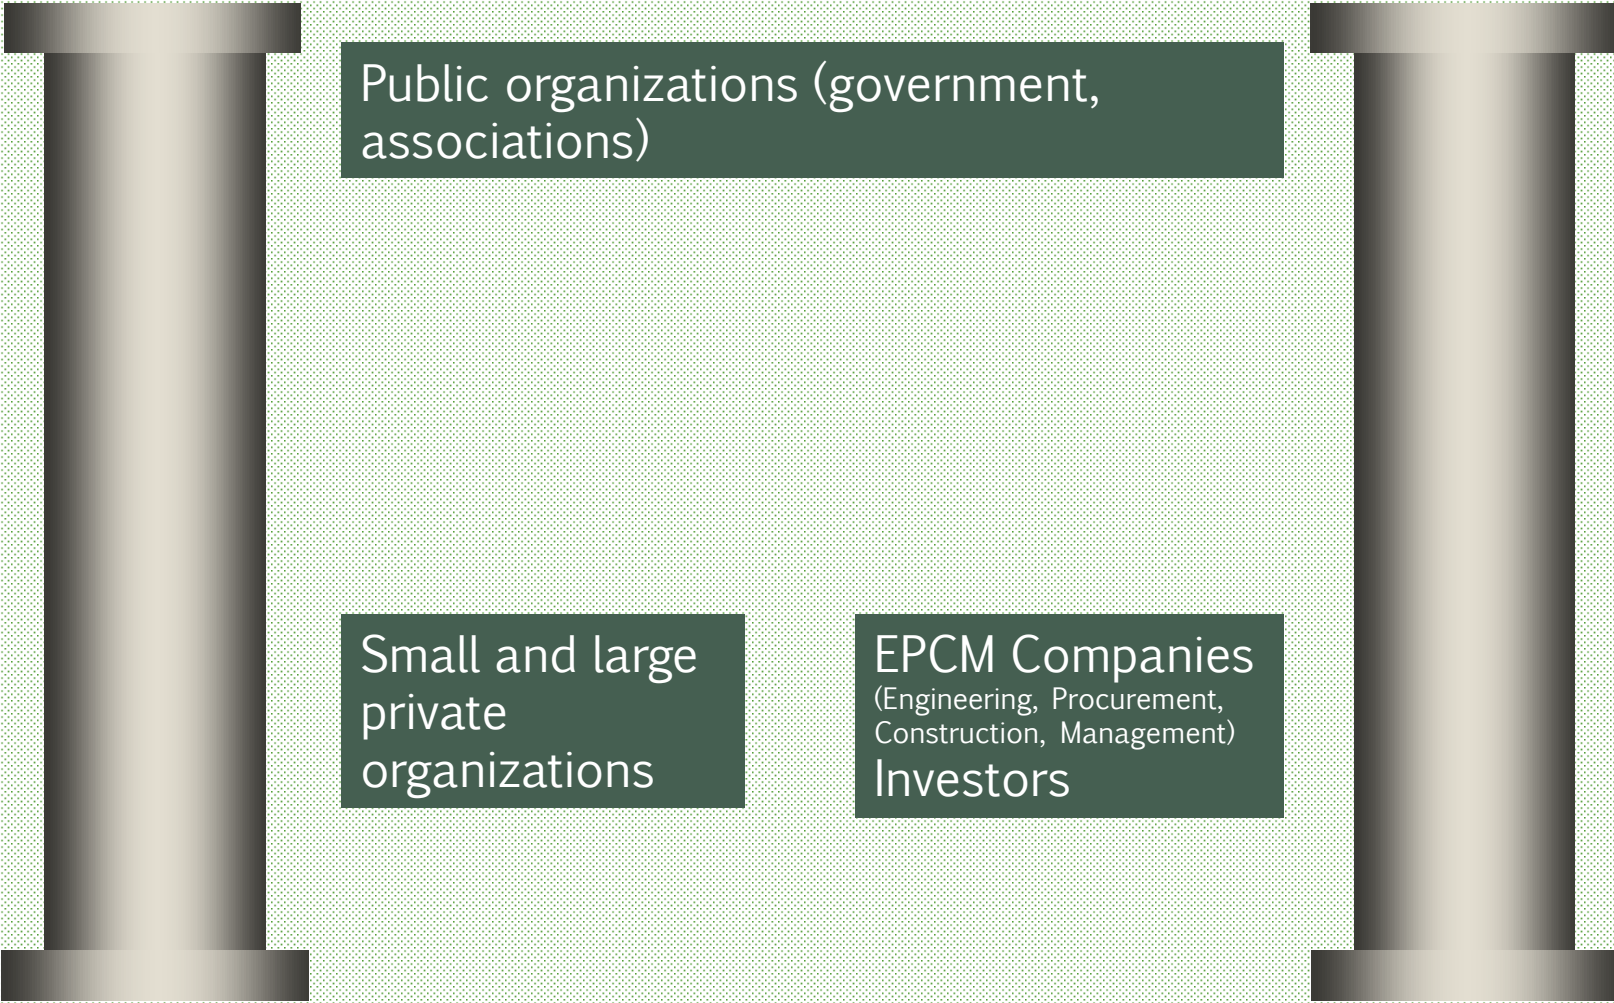 Public organizations (government,
associations)
Small and large
private
organizations
EPCM Companies
(Engineering, Procurement,
Construction, Management)
Investors